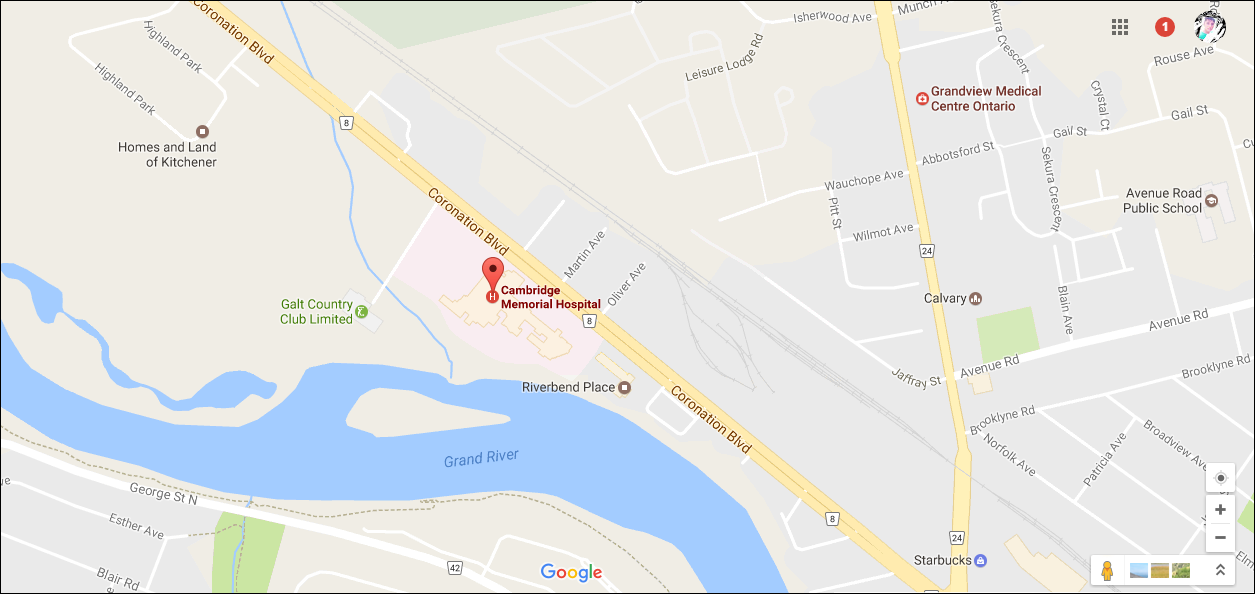 Coronation Blvd
Isherwood Ave
Munch Ave
1
Highland Park
Highland Park
Leisure Lodge Rd
Sekura Crescent
Rouse Ave
Grandview Medical
Centre Ontario
Crystal Ct
Gail St
Gail St
8
Homes and Land
of Kitchener
Abbotsford St
Sekura Crescent
Wauchope Ave
Pitt St
Avenue Road
Public School
Coronation Blvd
Wilmot Ave
Martin Ave
24
Oliver Ave
H
Cambridge
Memorial Hospital
Galt Country
Club Limited
8
Calvary
Blain Ave
Avenue Rd
Avenue Rd
Brooklyne Rd
Jaffray St
Riverbend Place
Coronation Blvd
Brooklyne Rd
Broadview Ave
Norfolk Ave
Patricia Ave
Grand River
George St N
Esther Ave
8
24
Starbucks
Blair Rd
42
Google